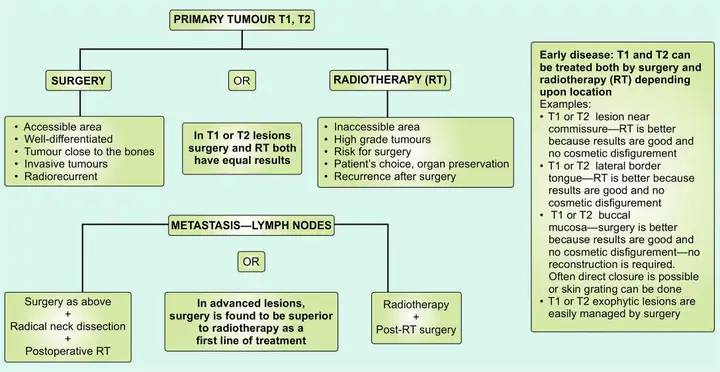 PRIMARY TUMOUR T1, T2
SURGERY
OR
RADIOTHERAPY (RT)
• Accessible area
• Well-differentiated
• Tumour close to the bones
• Invasive tumours
• Radiorecurrent
In T1 or T2 lesions
surgery and RT both
have equal results
• Inaccessible area
• High grade tumours
• Risk for surgery
• Patient's choice, organ preservation
• Recurrence after surgery
METASTASIS—LYMPH NODES
OR
Surgery as above
+
Radical neck dissection
+
Postoperative RT
In advanced lesions,
surgery is found to be superior
to radiotherapy as a
first line of treatment
Radiotherapy
+
Post-RT surgery
Early disease: T1 and T2 can
be treated both by surgery and
radiotherapy (RT) depending
upon location
Examples:
• T1 or T2 lesion near
commissure—RT is better
because results are good and
no cosmetic disfigurement
• T1 or T2 lateral border
tongue—RT is better because
results are good and no
cosmetic disfigurement
• T1 or T2 buccal
mucosa—surgery is better
because results are good and
no cosmetic disfigurement—no
reconstruction is required.
Often direct closure is possible
or skin grating can be done
• T1 or T2 exophytic lesions are
easily managed by surgery